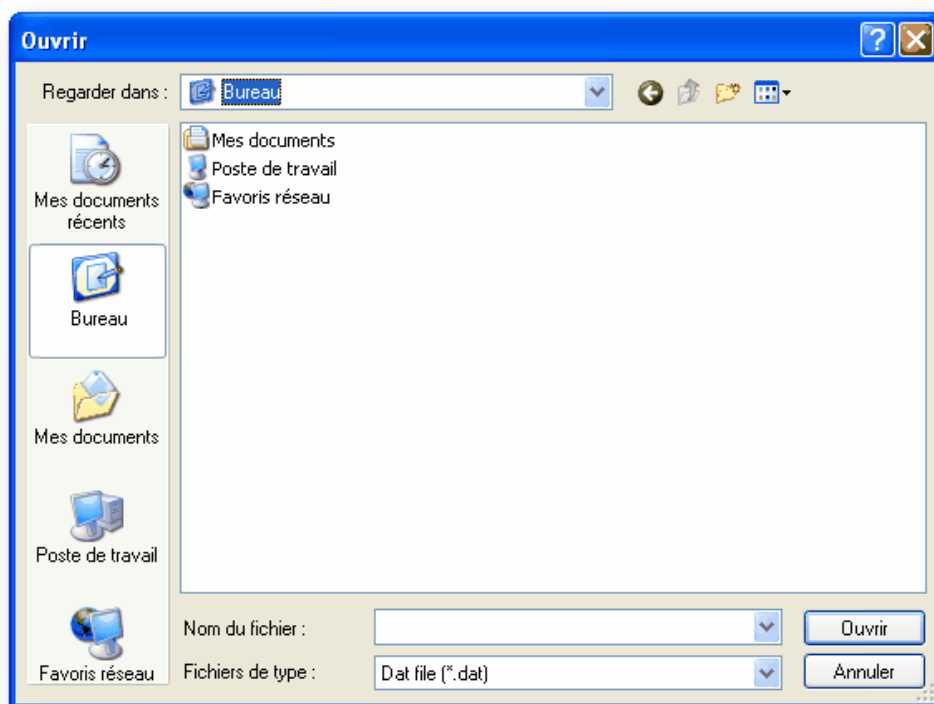 Ouvrir
Regarder dans :
Bureau
Mes documents
récents
Bureau
Mes documents
Poste de travail
Favoris réseau
Mes documents
Poste de travail
Favoris réseau
Nom du fichier :
Ouvrir
Fichiers de type :
Dat file (*.dat)
Annuler